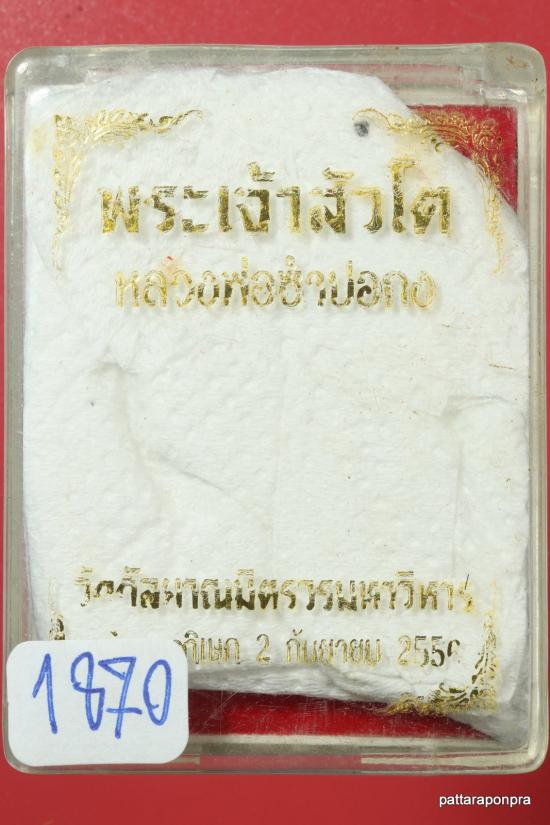 พระเจ้าสัวโต
หลวงพ่อซำปอกง
วัดกัลยาณมิตรวรมหาวิหาร
2 กันยายน
1870
pattaraponpra